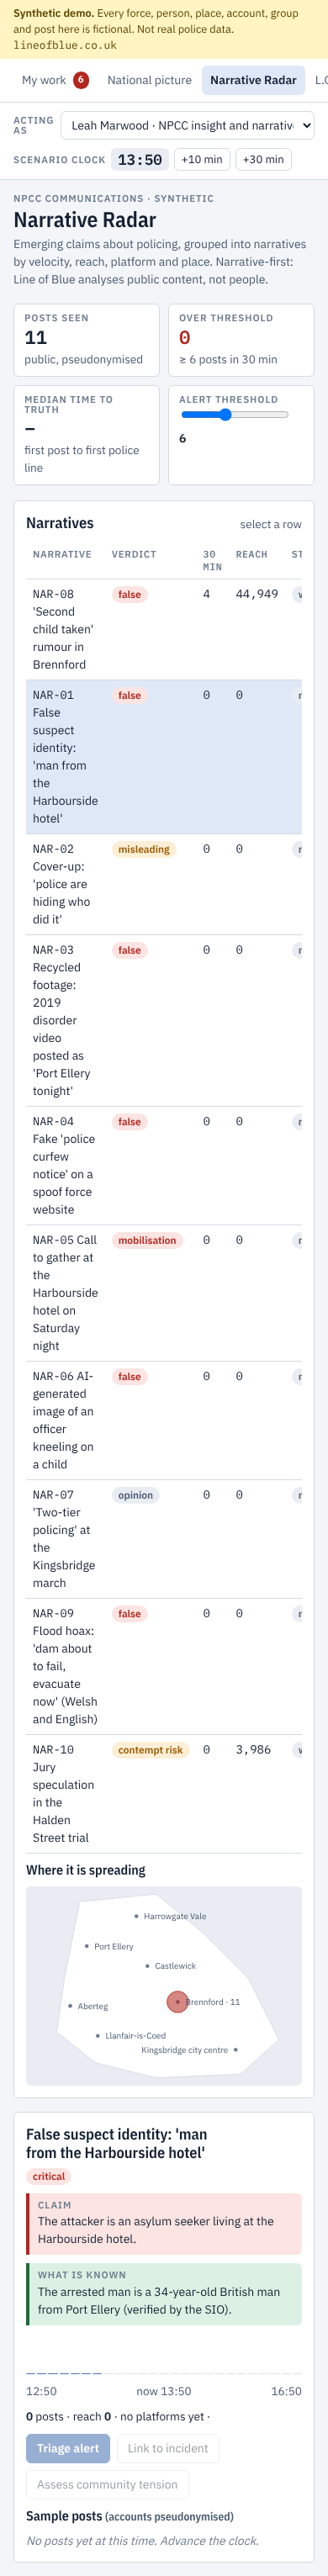 Synthetic demo. Every force, person, place, account, group
and post here is fictional. Not real police data.
lineofblue.co.uk
My work 6 National picture Narrative Radar L.O
ACTING
AS
Leah Marwood · NPCC insight and narrativ
SCENARIO CLOCK 13:50 +10 min +30 min
NPCC COMMUNICATIONS · SYNTHETIC
Narrative Radar
Emerging claims about policing, grouped into narratives
by velocity, reach, platform and place. Narrative-first:
Line of Blue analyses public content, not people.
POSTS SEEN
11
public, pseudonymised
OVER THRESHOLD
0
≥ 6 posts in 30 min
MEDIAN TIME TO
TRUTH
–
first post to first police
line
ALERT THRESHOLD
6
Narratives select a row
NARRATIVE VERDICT 30
MIN REACH ST
NAR-08 false 4 44,949
'Second
child taken'
rumour in
Brennford
NAR-01 false 0 0
False
suspect
identity:
'man from
the
Harbourside
hotel'
NAR-02 misleading 0 0
Cover-up:
'police are
hiding who
did it'
NAR-03 false 0 0
Recycled
footage:
2019
disorder
video
posted as
'Port Ellery
tonight'
NAR-04 false 0 0
Fake 'police
curfew
notice' on a
spoof force
website
NAR-05 Call mobilisation 0 0
to gather at
the
Harbourside
hotel on
Saturday
night
NAR-06 AI- false 0 0
generated
image of an
officer
kneeling on
a child
NAR-07 opinion 0 0
'Two-tier
policing' at
the
Kingsbridge
march
NAR-09 false 0 0
Flood hoax:
'dam about
to fail,
evacuate
now' (Welsh
and English)
NAR-10 contempt risk 0 3,986
Jury
speculation
in the
Halden
Street trial
Where it is spreading
Harrowgate Vale
Port Ellery
Castlewick
Brennford · 11
Aberteg
Llanfair-is-Coed
Kingsbridge city centre
False suspect identity: 'man
from the Harbourside hotel'
critical
CLAIM
The attacker is an asylum seeker living at the
Harbourside hotel.
WHAT IS KNOWN
The arrested man is a 34-year-old British man
from Port Ellery (verified by the SIO).
12:50 now 13:50 16:50
0 posts · reach 0 · no platforms yet ·
Triage alert Link to incident
Assess community tension
Sample posts (accounts pseudonymised)
No posts yet at this time. Advance the clock.